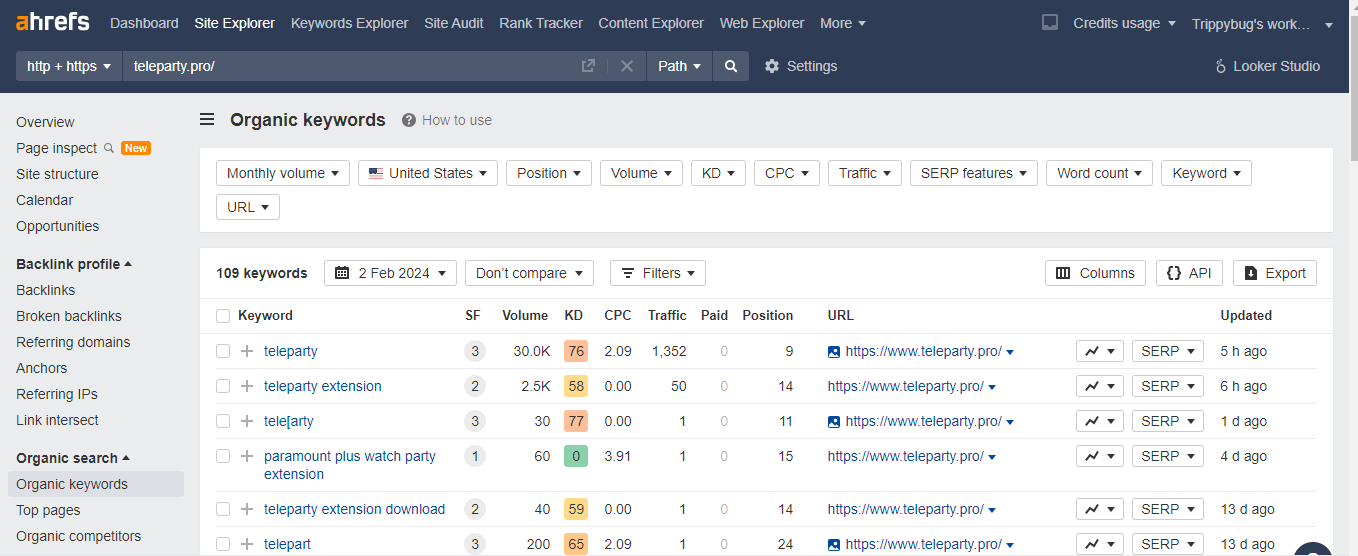 ahrefs Dashboard Site Explorer Keywords Explorer Site Audit Rank Tracker Content Explorer Web Explorer More Credits usage Trippybug's work...
http + https teleparty.pro/ Path Settings Looker Studio
Overview
Page inspect New
Site structure
Calendar
Opportunities
Backlink profile
Backlinks
Broken backlinks
Referring domains
Anchors
Referring IPs
Link intersect
Organic search
Organic keywords
Top pages
Organic competitors
Organic keywords ? How to use
Monthly volume United States Position Volume KD CPC Traffic SERP features Word count Keyword
URL
109 keywords 2 Feb 2024 Don't compare Filters Columns API Export
Keyword SF Volume KD CPC Traffic Paid Position URL Updated
teleparty 3 30.0K 76 2.09 1,352 0 9 https://www.teleparty.pro/ SERP 5 h ago
teleparty extension 2 2.5K 58 0.00 50 0 14 https://www.teleparty.pro/ SERP 6 h ago
tele[arty 3 30 77 0.00 1 0 11 https://www.teleparty.pro/ SERP 1 d ago
paramount plus watch party 1 60 0 3.91 1 0 15 https://www.teleparty.pro/ SERP 4 d ago
extension
teleparty extension download 2 40 59 0.00 1 0 14 https://www.teleparty.pro/ SERP 13 d ago
telepart 3 200 65 2.09 1 0 24 https://www.teleparty.pro/ SERP 13 d ago